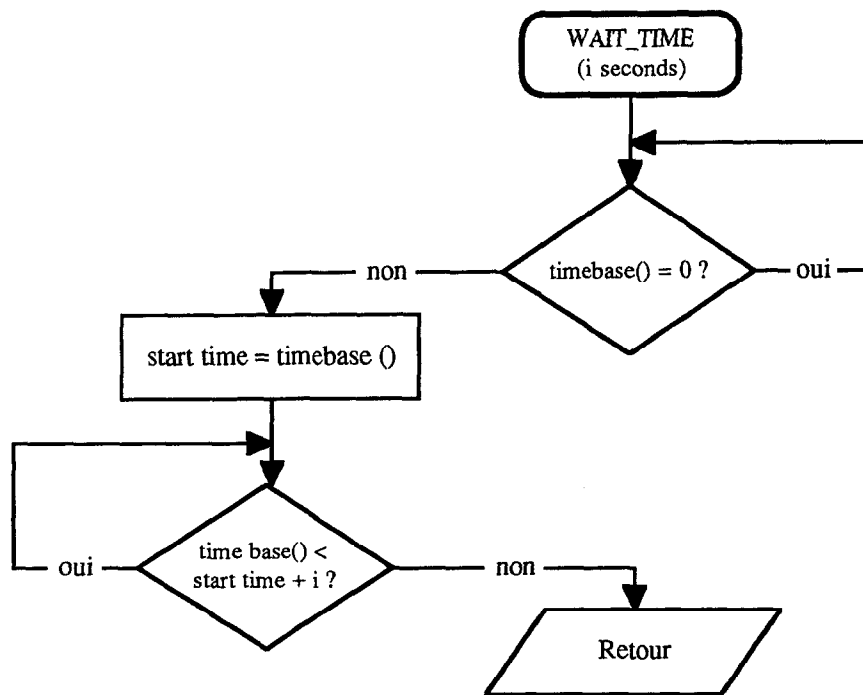 WAIT_TIME
(i seconds)
non
timebase() = 0 ?
oui
start time = timebase ()
oui
time base() <
start time + i ?
non
Retour